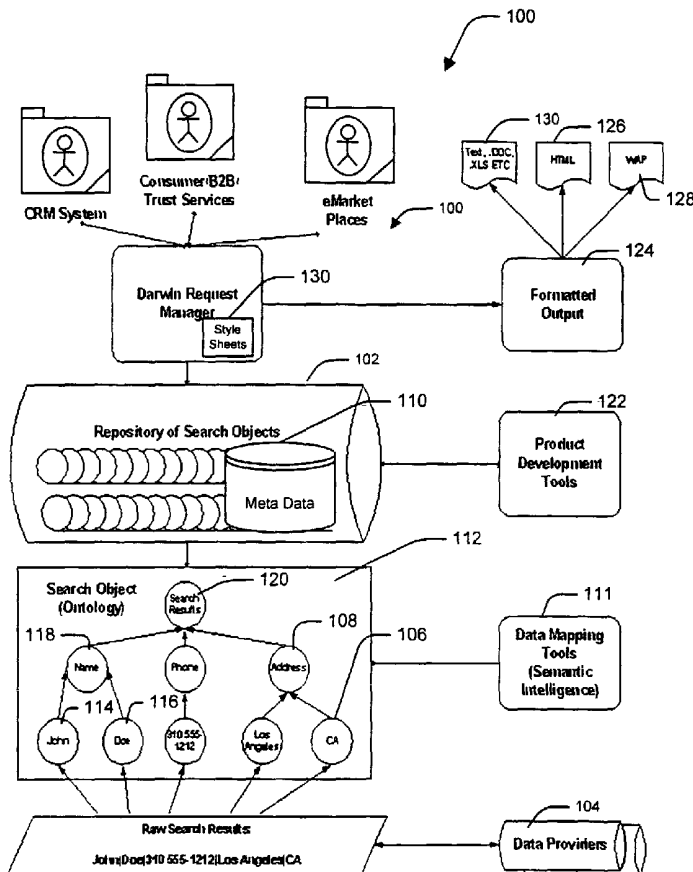 100
130
126
Text, .DOC,
.XLS ETC
HTML
WAP
128
CRM System
Consumer/B2B/
Trust Services
eMarket
Places
100
124
Formatted
Output
Darwin Request
Manager
130
Style
Sheets
102
110
Repository of Search Objects
Meta Data
122
Product
Development
Tools
112
Search Object
(Ontology)
120
Search
Results
118
108
106
Name
Phone
Address
111
Data Mapping
Tools
(Semantic
Intelligence)
114
116
John
Doe
310 555-
1212
Los
Angeles
CA
Raw Search Results
John|Doe|310 555-1212|Los Angeles|CA
104
Data Providers